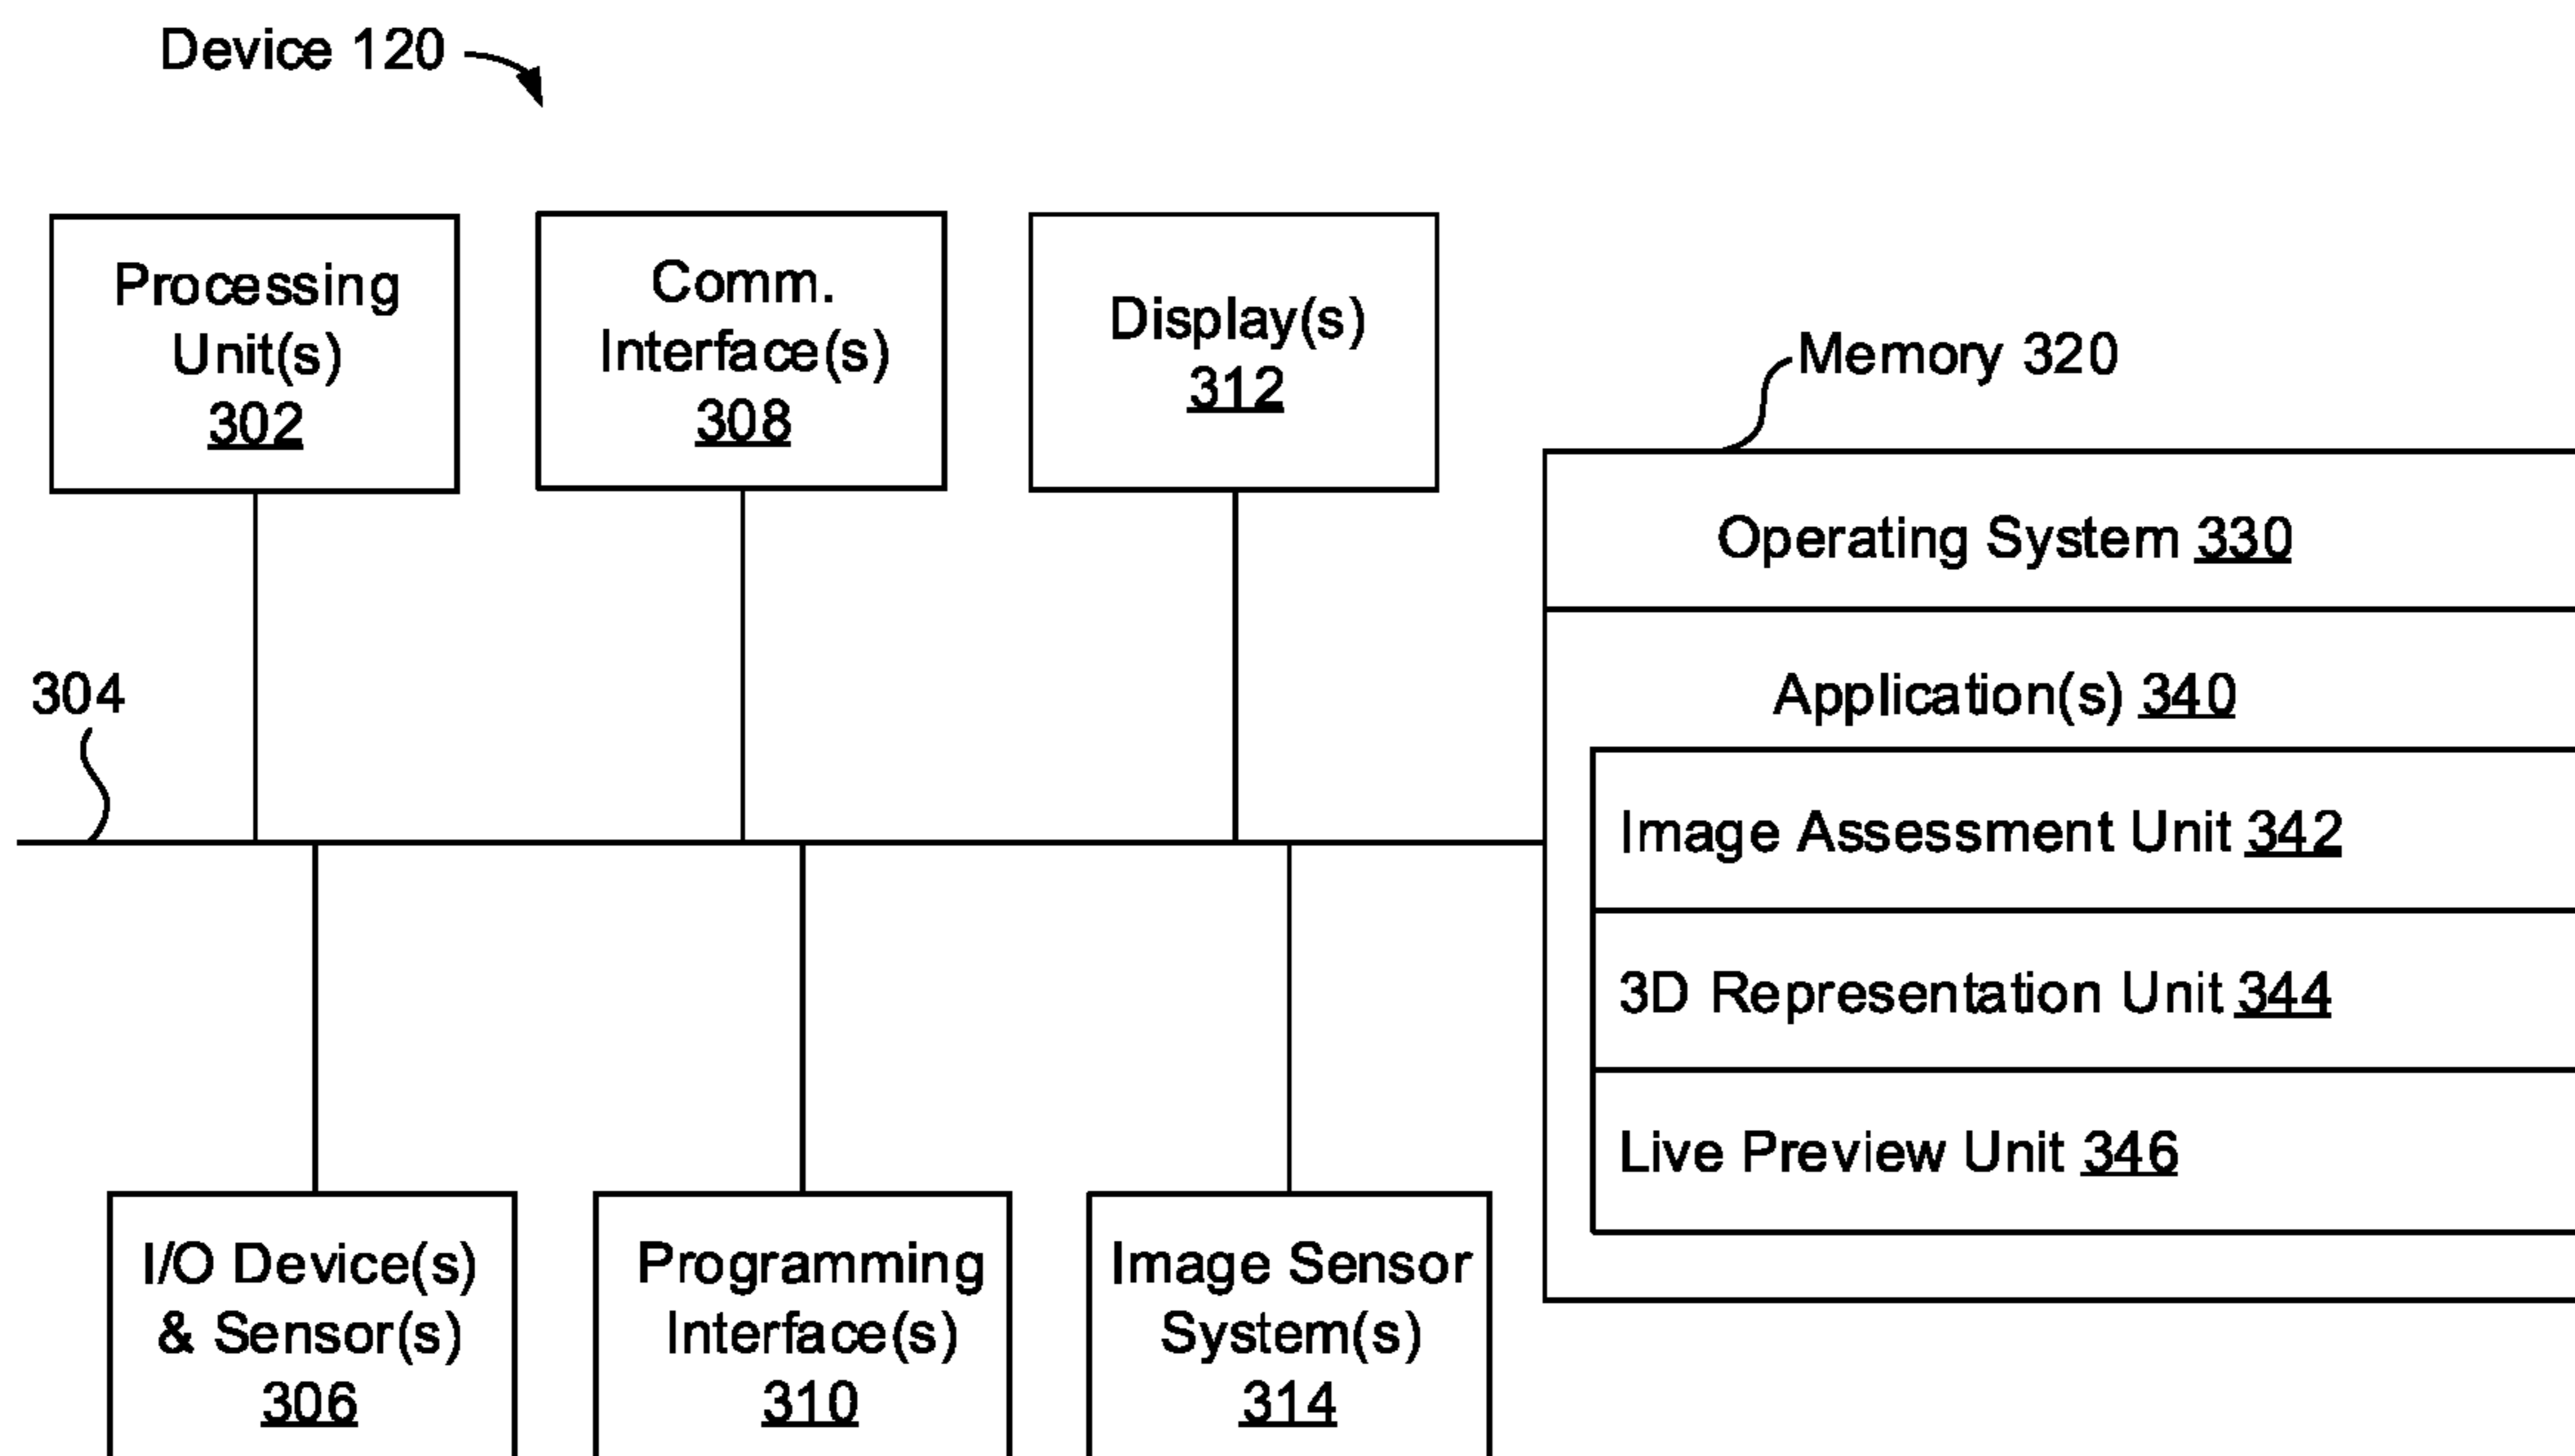 Device 120
Processing
Unit(s)
302
Comm.
Interface(s)
308
Display(s)
312
Memory 320
Operating System 330
Application(s) 340
Image Assessment Unit 342
3D Representation Unit 344
Live Preview Unit 346
304
I/O Device(s)
& Sensor(s)
306
Programming
Interface(s)
310
Image Sensor
System(s)
314